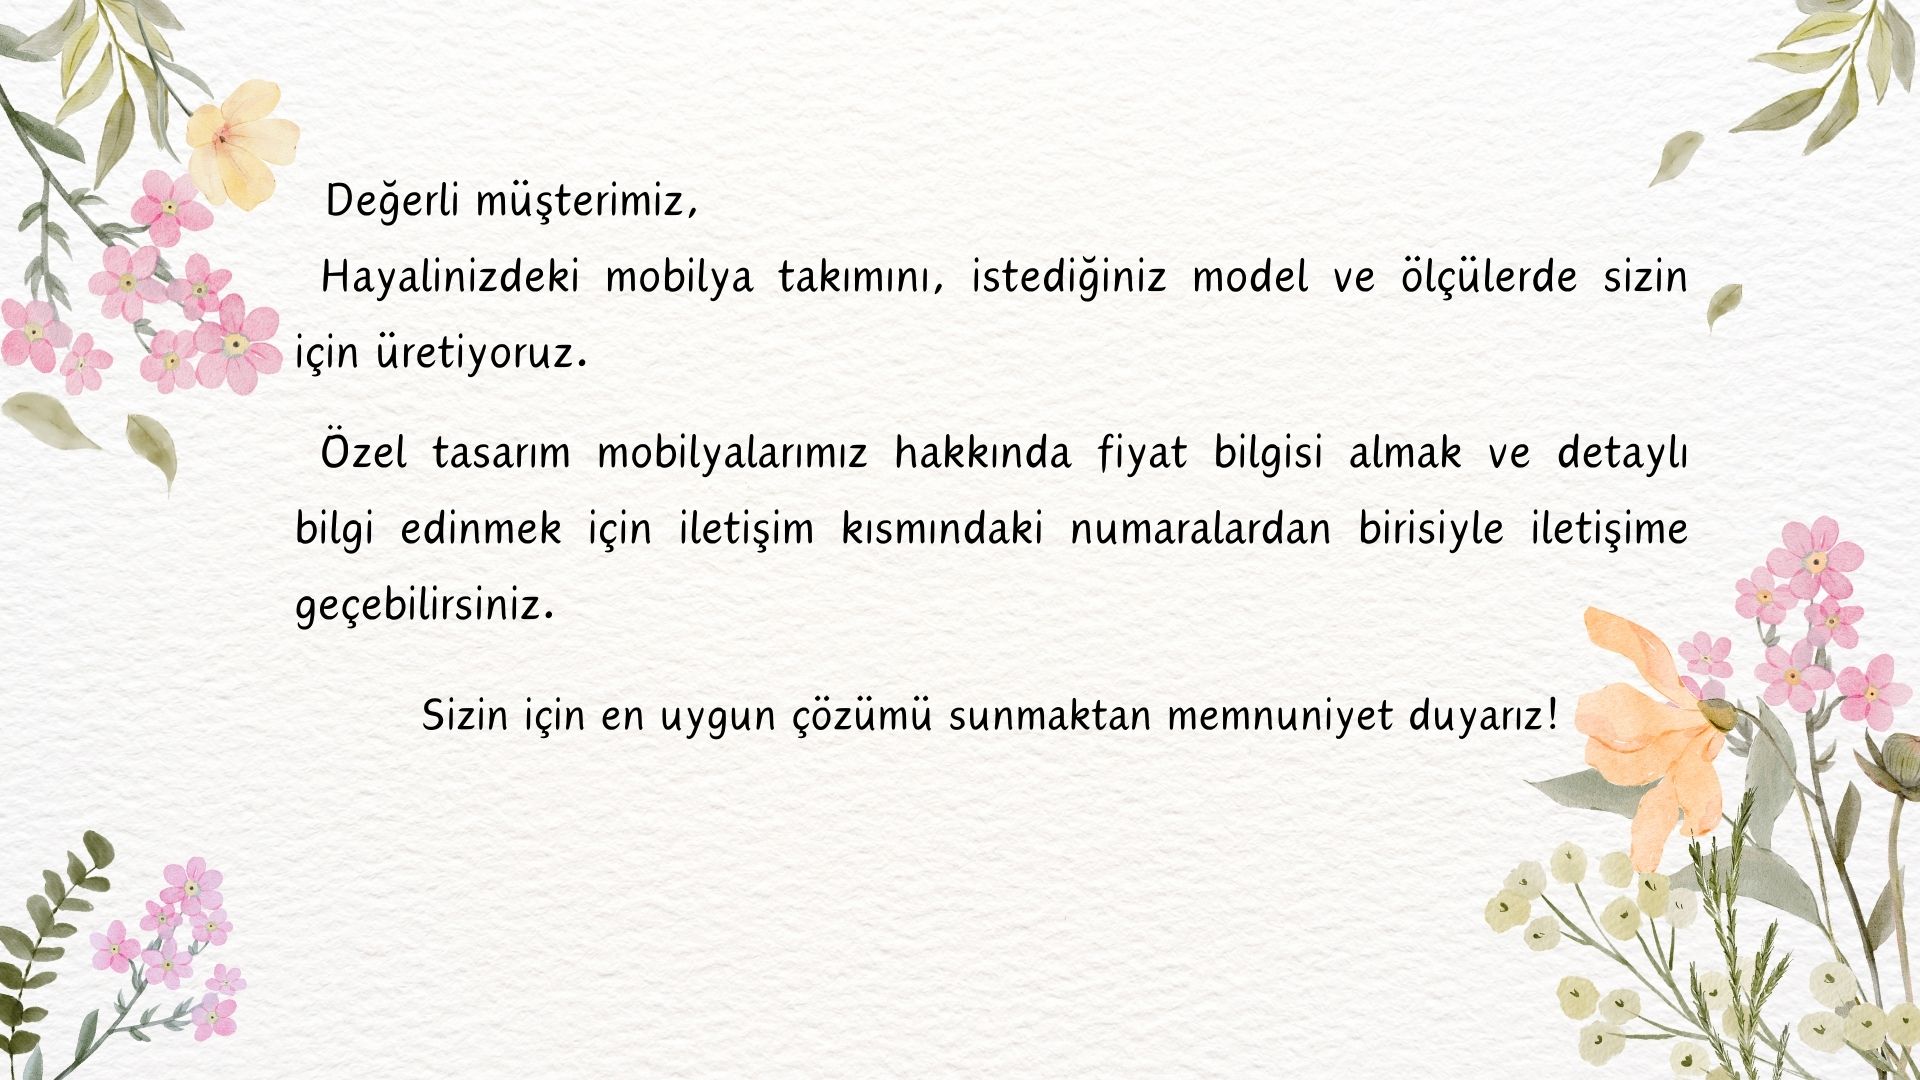 Değerli müşterimiz,
Hayalinizdeki mobilya takımını, istediğiniz model ve ölçülerde sizin
için üretiyoruz.
Özel tasarım mobilyalarımız hakkında fiyat bilgisi almak ve detaylı
bilgi edinmek için iletişim kısmındaki numaralardan birisiyle iletişime
geçebilirsiniz.
Sizin için en uygun çözümü sunmaktan memnuniyet duyarız!